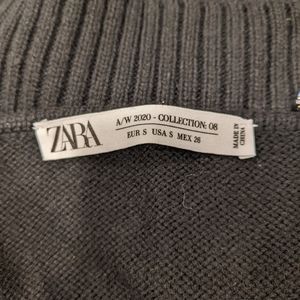 ZARA
A/W 2020 - COLLECTION: 08
EUR S USA S MEX 26
MADE IN
CHINA